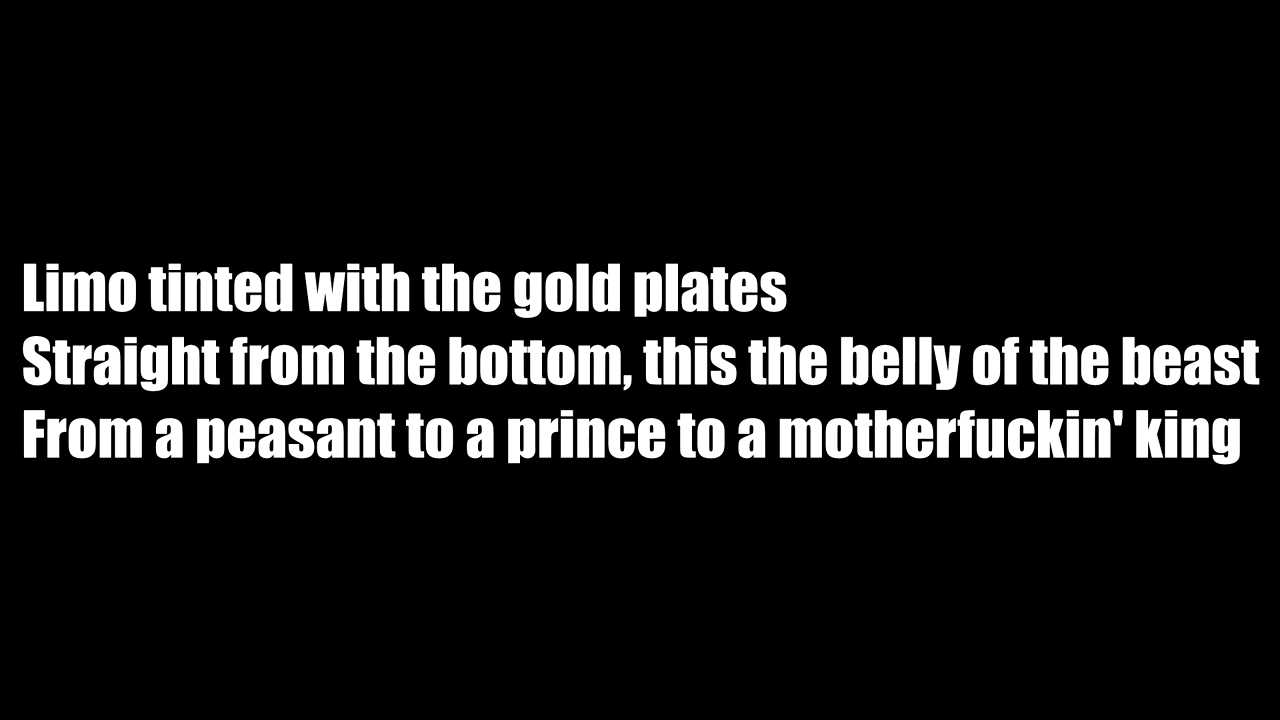 Limo tinted with the gold plates
Straight from the bottom, this the belly of the beast
From a peasant to a prince to a motherfuckin' king